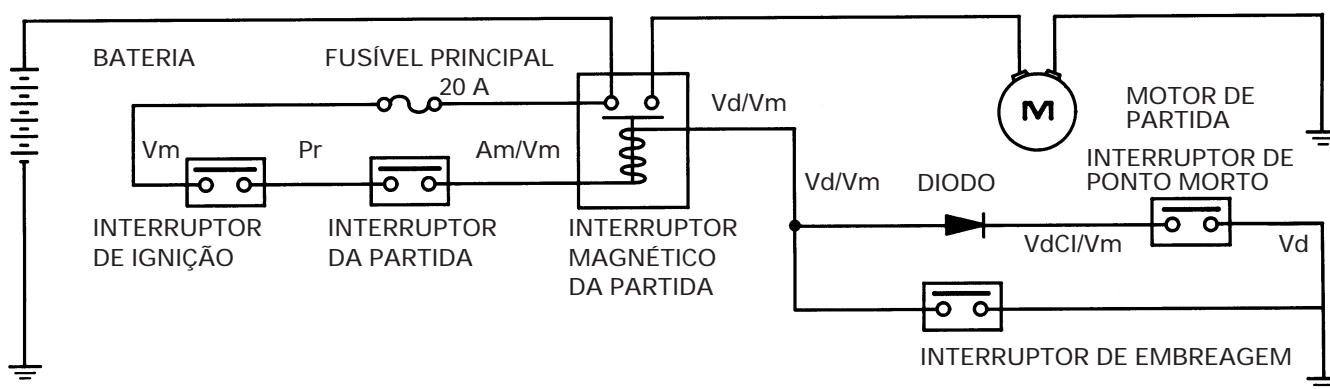 BATERIA
FUSÍVEL PRINCIPAL
20 A
Vd/Vm
M
MOTOR DE
PARTIDA
Vm
Pr
Am/Vm
INTERRUPTOR
DE IGNIÇÃO
INTERRUPTOR
DA PARTIDA
INTERRUPTOR
MAGNÉTICO
DA PARTIDA
Vd/Vm
DIODO
INTERRUPTOR DE
PONTO MORTO
VdCl/Vm
Vd
INTERRUPTOR DE EMBREAGEM